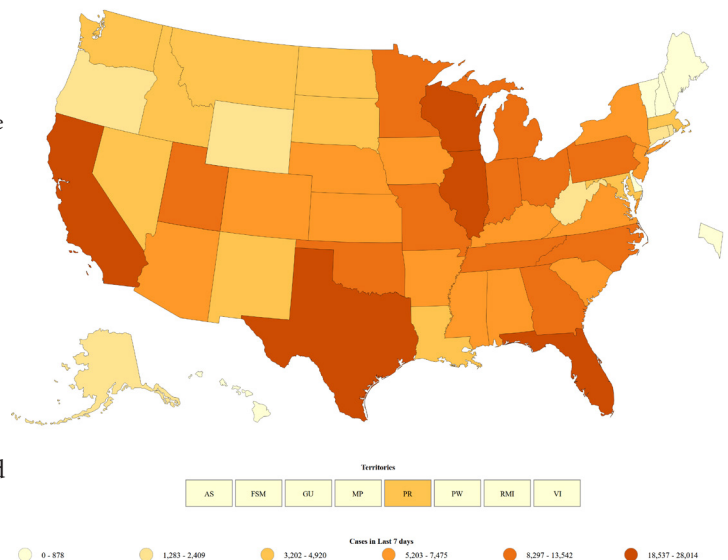 e
d
Territories
AS FSM GU MP PR PW RMI VI
Cases in Last 7 days
0 - 878 1,283 - 2,409 3,202 - 4,920 5,203 - 7,475 8,297 - 13,542 18,537 - 28,014